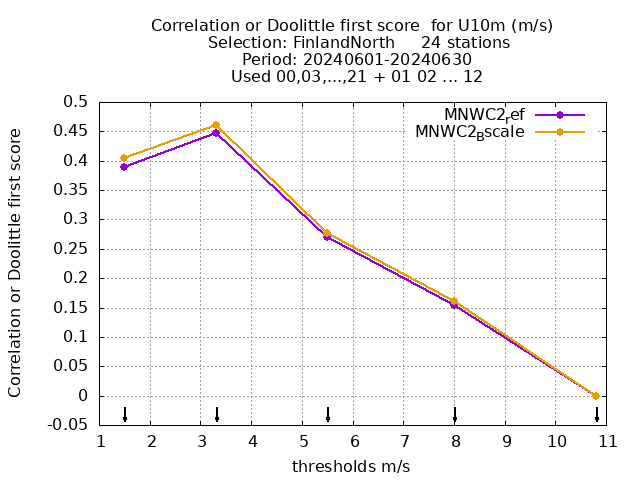 Correlation or Doolittle first score  for U10m (m/s)
Selection: FinlandNorth     24 stations
Period: 20240601-20240630
Used 00,03,...,21 + 01 02 ... 12
Correlation or Doolittle first score
0.5
0.45
0.4
0.35
0.3
0.25
0.2
0.15
0.1
0.05
0
-0.05
MNWC2ref
MNWC2Bscale
1 2 3 4 5 6 7 8 9 10 11
thresholds m/s